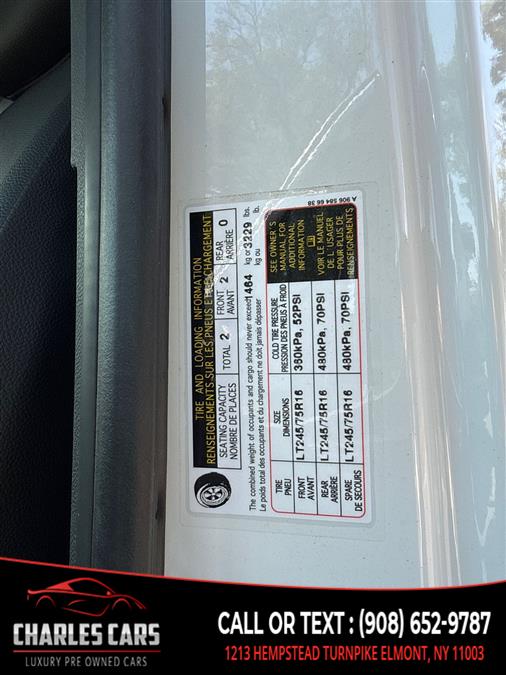 A 906 584 66 38
TIRE AND LOADING INFORMATION
RENSEIGNEMENTS SUR LES PNEUS ET LE CHARGEMENT
SEATING CAPACITY TOTAL 2 FRONT 2 REAR 0
NOMBRE DE PLACES AVANT ARRIÈRE
The combined weight of occupants and cargo should never exceed 1464 kg or 3229 lbs.
Le poids total des occupants et du chargement ne doit jamais dépasser kg ou lb.
TIRE SIZE COLD TIRE PRESSURE
PNEU DIMENSIONS PRESSION DES PNEUS À FROID
FRONT LT245/75R16 360kPa, 52PSI
AVANT
REAR LT245/75R16 480kPa, 70PSI
ARRIÈRE
SPARE LT245/75R16 480kPa, 70PSI
DE SECOURS
SEE OWNER'S
MANUAL FOR
ADDITIONAL
INFORMATION
VOIR LE MANUEL
DE L'USAGER
POUR PLUS DE
RENSEIGNEMENTS
CHARLES CARS
LUXURY PRE OWNED CARS
CALL OR TEXT : (908) 652-9787
1213 HEMPSTEAD TURNPIKE ELMONT, NY 11003